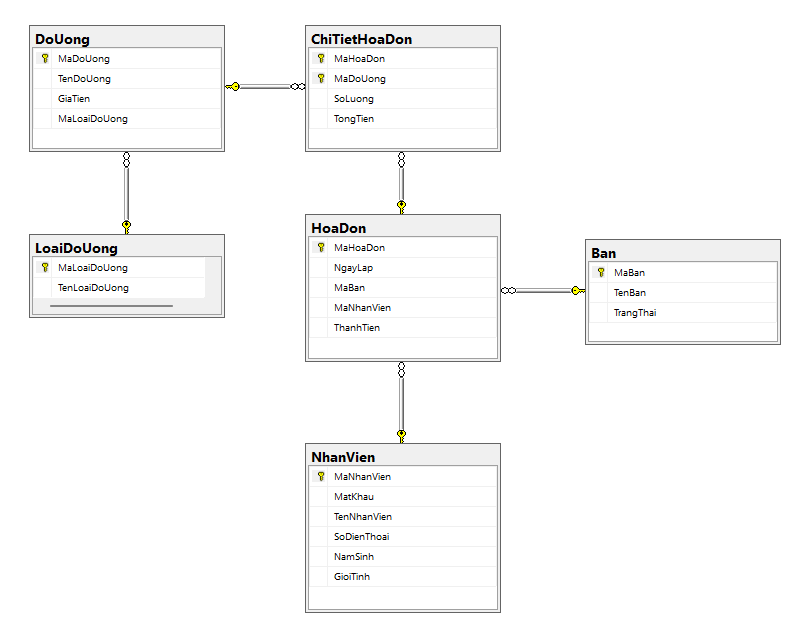 DoUong
MaDoUong
TenDoUong
GiaTien
MaLoaiDoUong
ChiTietHoaDon
MaHoaDon
MaDoUong
SoLuong
TongTien
LoaiDoUong
MaLoaiDoUong
TenLoaiDoUong
HoaDon
MaHoaDon
NgayLap
MaBan
MaNhanVien
ThanhTien
Ban
MaBan
TenBan
TrangThai
NhanVien
MaNhanVien
MatKhau
TenNhanVien
SoDienThoai
NamSinh
GioiTinh